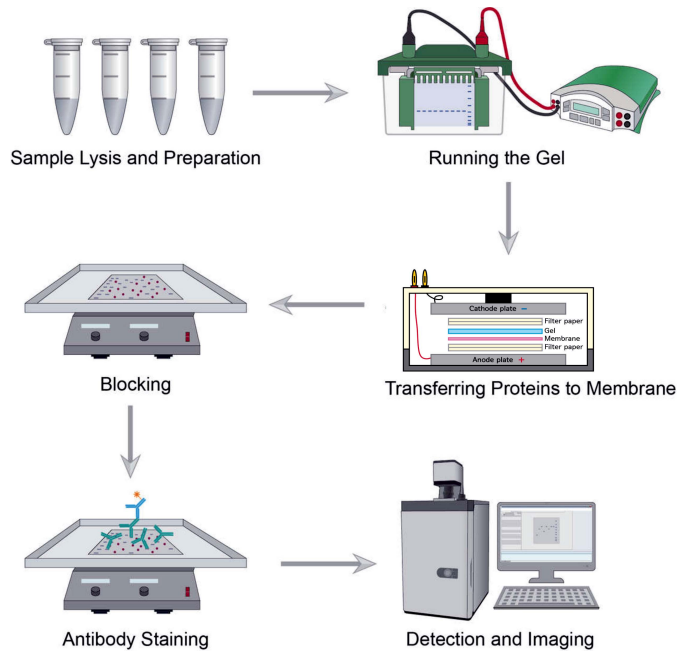 Sample Lysis and Preparation
Running the Gel
Cathode plate -
Filter paper
Gel
Membrane
Filter paper
Anode plate +
Blocking
Transferring Proteins to Membrane
Antibody Staining
Detection and Imaging